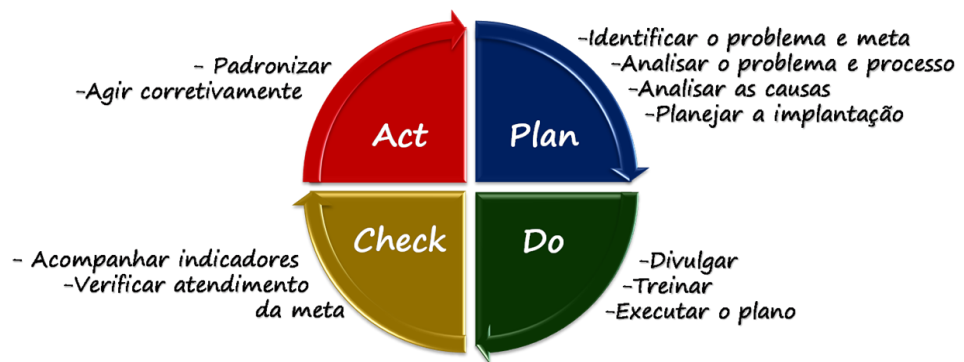 - Padronizar
-Agir corretivamente
Act
Plan
-Identificar o problema e meta
-Analisar o problema e processo
-Analisar as causas
-Planejar a implantação
- Acompanhar indicadores
-Verificar atendimento
da meta
Check
Do
-Divulgar
-Treinar
-Executar o plano